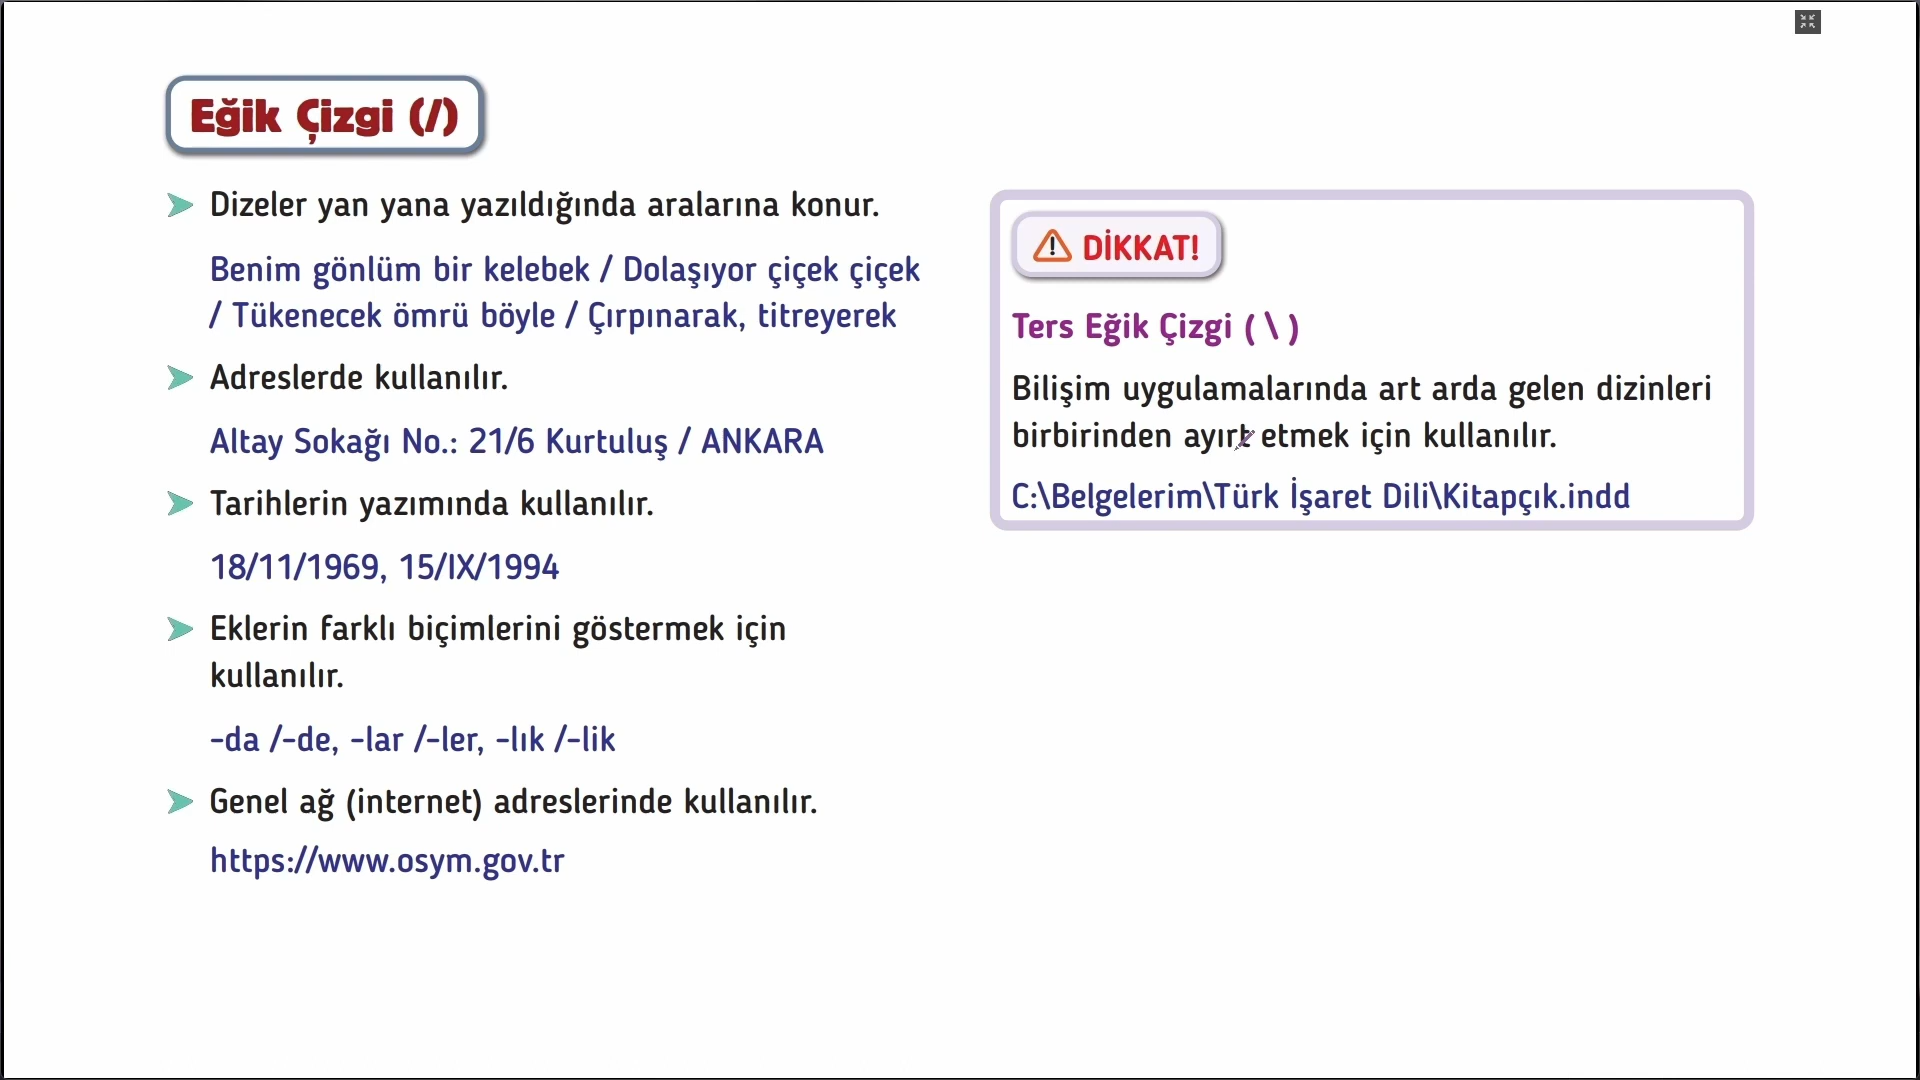 Eğik Çizgi (/)
Dizeler yan yana yazıldığında aralarına konur.
Benim gönlüm bir kelebek / Dolaşıyor çiçek çiçek
/ Tükenecek ömrü böyle / Çırpınarak, titreyerek
Adreslerde kullanılır.
Altay Sokağı No.: 21/6 Kurtuluş / ANKARA
Tarihlerin yazımında kullanılır.
18/11/1969, 15/IX/1994
Eklerin farklı biçimlerini göstermek için
kullanılır.
-da /-de, -lar /-ler, -lık /-lik
Genel ağ (internet) adreslerinde kullanılır.
https://www.osym.gov.tr
DİKKAT!
Ters Eğik Çizgi ( \ )
Bilişim uygulamalarında art arda gelen dizinleri
birbirinden ayırt etmek için kullanılır.
C:\Belgelerim\Türk İşaret Dili\Kitapçık.indd